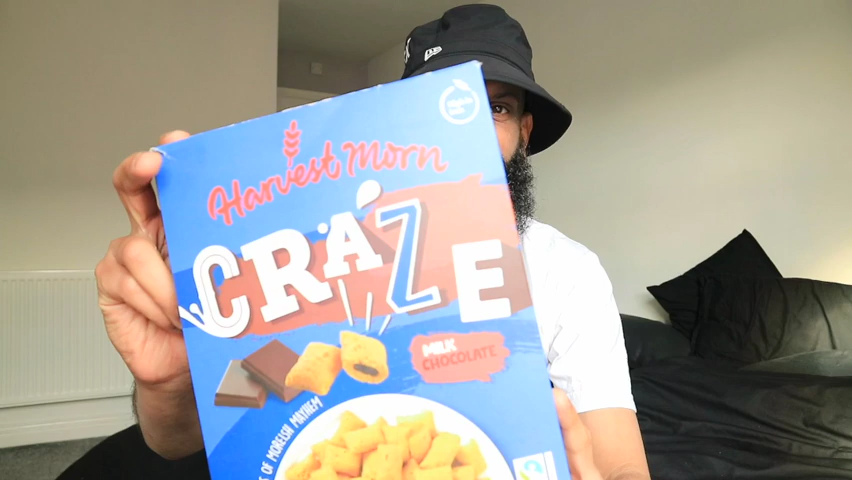 Harvest Morn
CRAZE
MILK
CHOCOLATE
OF MOREISH MAYHEM